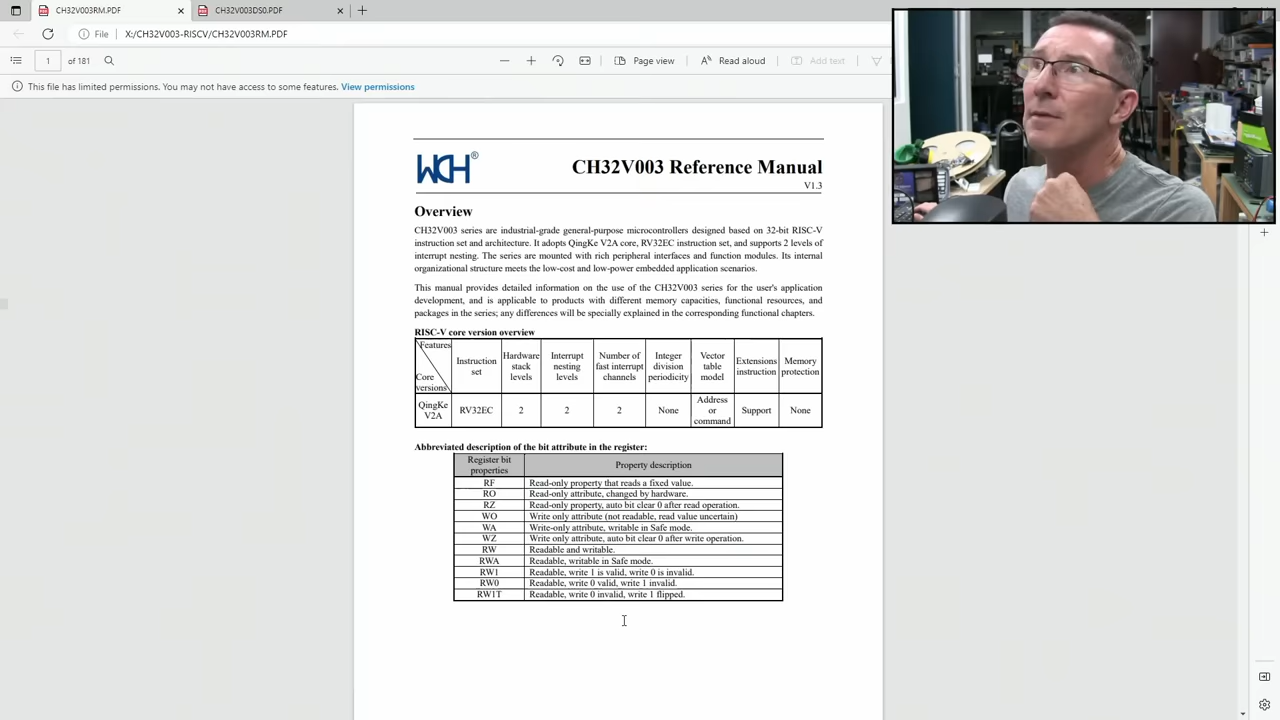 CH32V003RM.PDF
CH32V003DS0.PDF
File
X:/CH32V003-RISCV/CH32V003RM.PDF
1 of 181
Page view
Read aloud
Add text
This file has limited permissions. You may not have access to some features. View permissions
WCH®
CH32V003 Reference Manual
V1.3
Overview
CH32V003 series are industrial-grade general-purpose microcontrollers designed based on 32-bit RISC-V
instruction set and architecture. It adopts QingKe V2A core, RV32EC instruction set, and supports 2 levels of
interrupt nesting. The series are mounted with rich peripheral interfaces and function modules. Its internal
organizational structure meets the low-cost and low-power embedded application scenarios.
This manual provides detailed information on the use of the CH32V003 series for the user's application
development, and is applicable to products with different memory capacities, functional resources, and
packages in the series; any differences will be specially explained in the corresponding functional chapters.
RISC-V core version overview
Features
Core
versions
Instruction
set
Hardware
stack
levels
Interrupt
nesting
levels
Number of
fast interrupt
channels
Integer
division
periodicity
Vector
table
model
Extensions
instruction
Memory
protection
QingKe
V2A
RV32EC
2
2
2
None
Address
or
command
Support
None
Abbreviated description of the bit attribute in the register:
Register bit
properties
Property description
RF Read-only property that reads a fixed value.
RO Read-only attribute, changed by hardware.
RZ Read-only property, auto bit clear 0 after read operation.
WO Write only attribute (not readable, read value uncertain)
WA Write-only attribute, writable in Safe mode.
WZ Write only attribute, auto bit clear 0 after write operation.
RW Readable and writable.
RWA Readable, writable in Safe mode.
RW1 Readable, write 1 is valid, write 0 is invalid.
RW0 Readable, write 0 valid, write 1 invalid.
RW1T Readable, write 0 invalid, write 1 flipped.